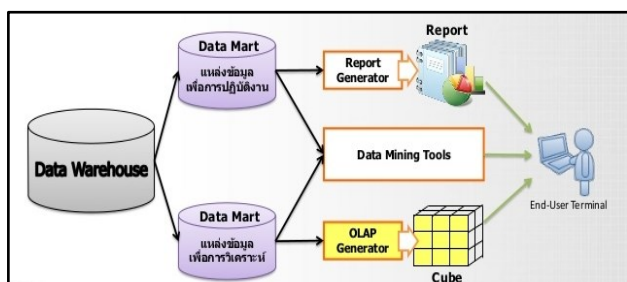 Data Warehouse
Data Mart
แหล่งข้อมูล
เพื่อการปฏิบัติงาน
Data Mart
แหล่งข้อมูล
เพื่อการวิเคราะห์
Report
Generator
Report
Data Mining Tools
OLAP
Generator
Cube
End-User Terminal